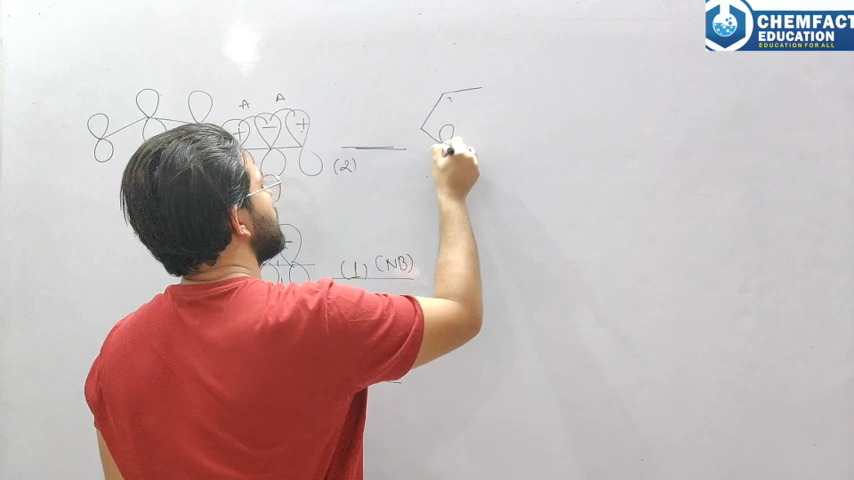 CHEMFACT
EDUCATION
EDUCATION FOR ALL
A A
+ - +
(2)
(1) (NB)